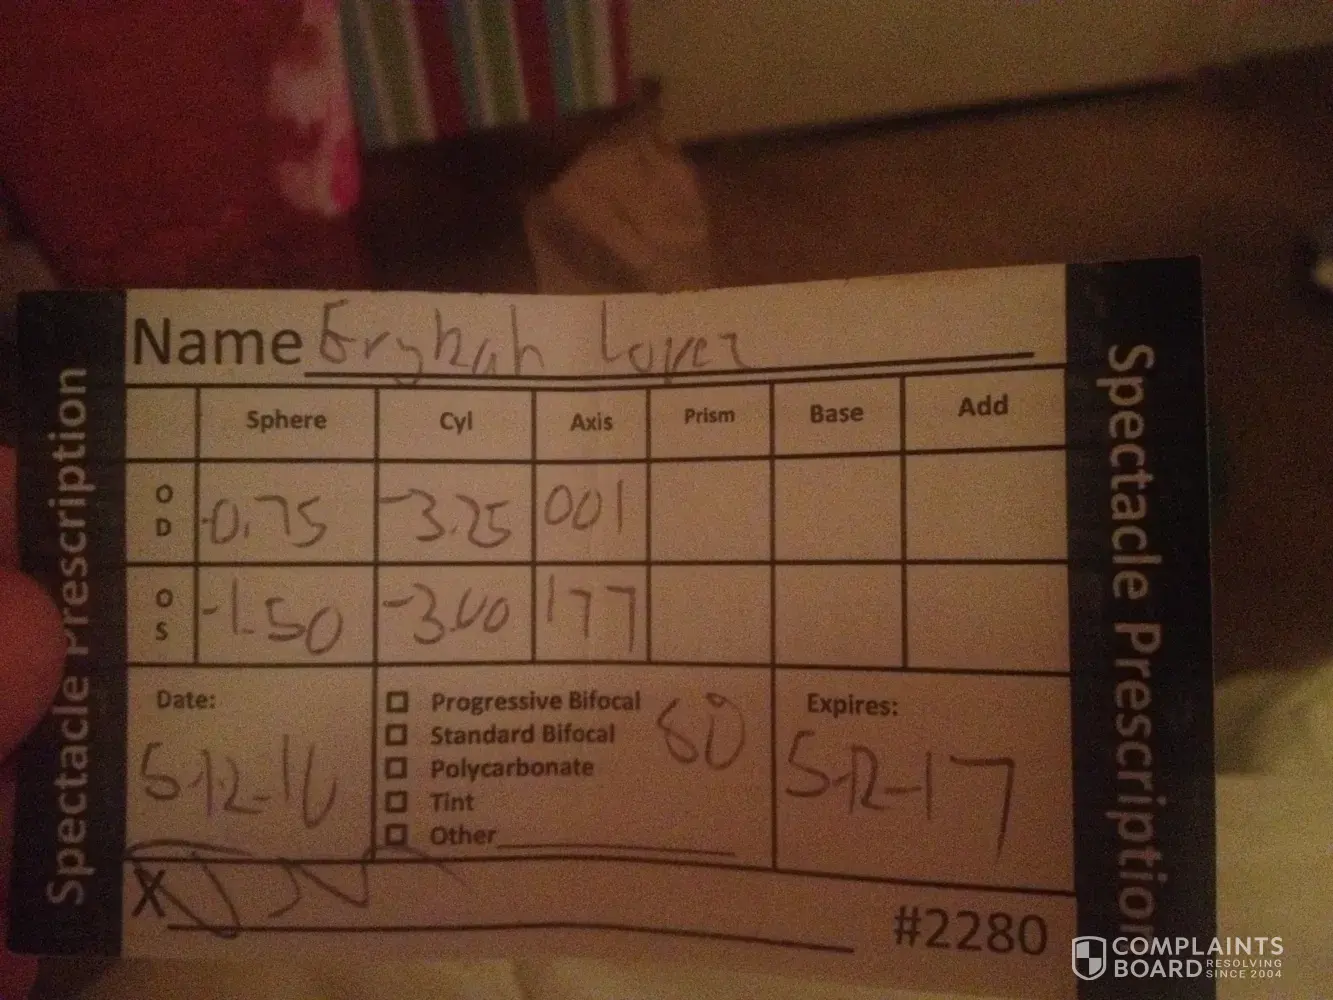 Name Erykah Lopez
Sphere Cyl Axis Prism Base Add
OD -0.75 -3.25 001
OS -1.50 -3.00 177
Date: 5-12-16
Progressive Bifocal
Standard Bifocal
Polycarbonate
Tint
Other
60
Expires: 5-12-17
X
#2280
Spectacle Prescription
Spectacle Prescription
COMPLAINTS
BOARD RESOLVING
SINCE 2004